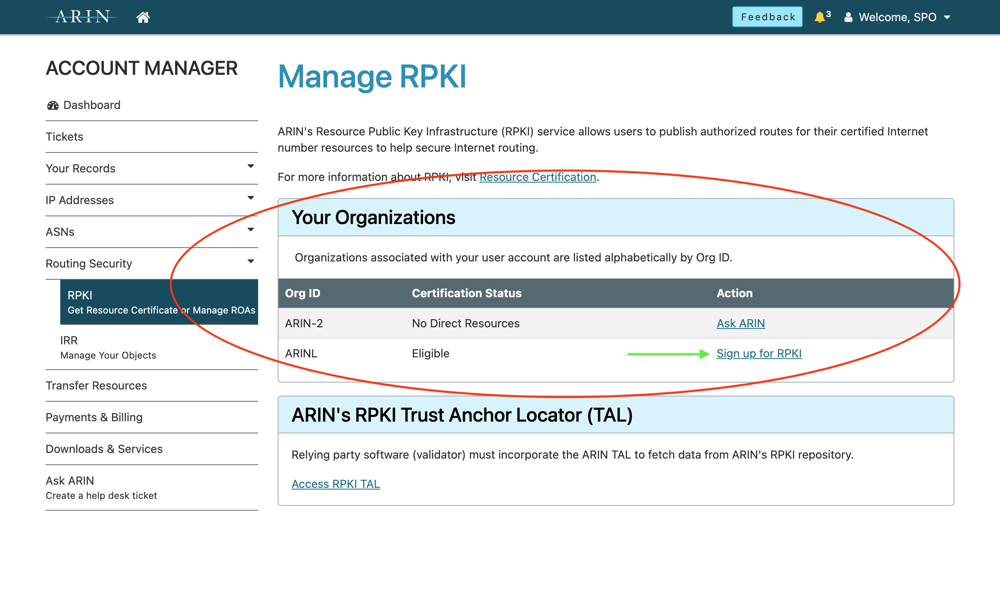 ARIN
Feedback
3
Welcome, SPO
ACCOUNT MANAGER
Dashboard
Tickets
Your Records
IP Addresses
ASNs
Routing Security
RPKI
Get Resource Certificate or Manage ROAs
IRR
Manage Your Objects
Transfer Resources
Payments & Billing
Downloads & Services
Ask ARIN
Create a help desk ticket
Manage RPKI
ARIN's Resource Public Key Infrastructure (RPKI) service allows users to publish authorized routes for their certified Internet
number resources to help secure Internet routing.
For more information about RPKI, visit Resource Certification.
Your Organizations
Organizations associated with your user account are listed alphabetically by Org ID.
Org ID Certification Status Action
ARIN-2 No Direct Resources Ask ARIN
ARINL Eligible Sign up for RPKI
ARIN's RPKI Trust Anchor Locator (TAL)
Relying party software (validator) must incorporate the ARIN TAL to fetch data from ARIN's RPKI repository.
Access RPKI TAL